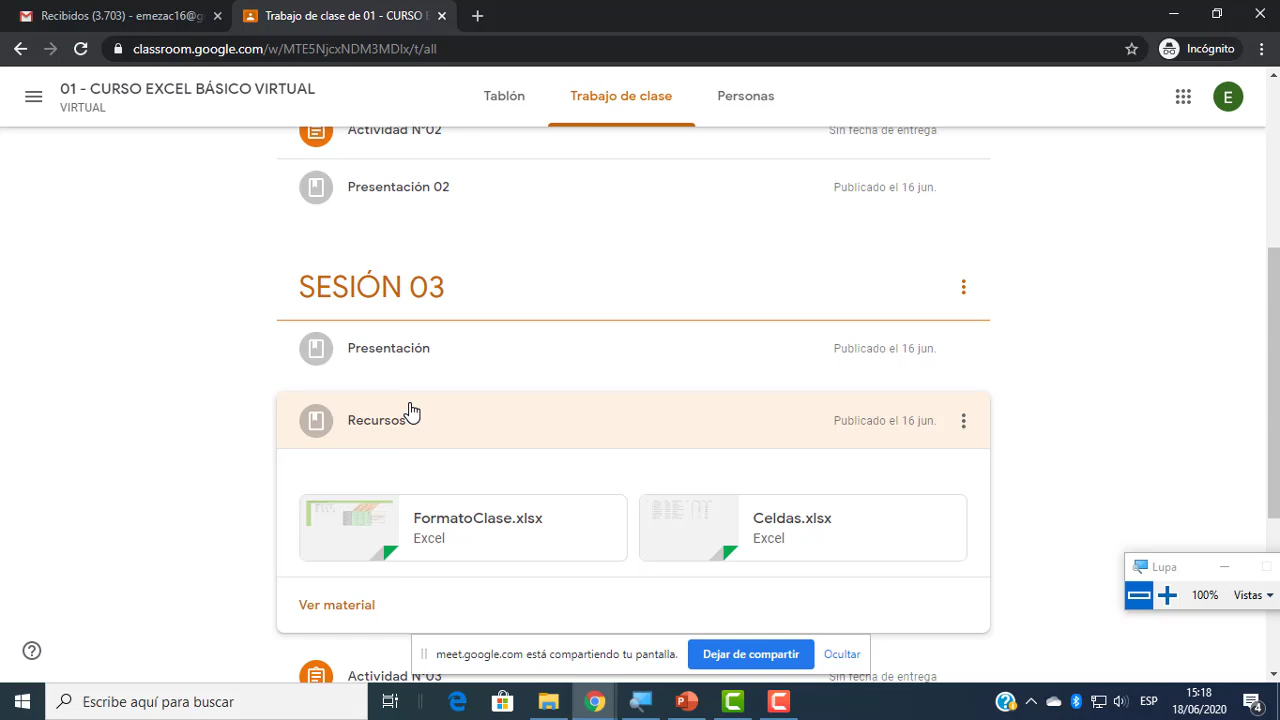 Recibidos (3.703) - emezac16@g
Trabajo de clase de 01 - CURSO E
classroom.google.com/w/MTE5NjcxNDM3MDIx/t/all
Incógnito
01 - CURSO EXCEL BÁSICO VIRTUAL
VIRTUAL
Tablón
Trabajo de clase
Personas
E
Actividad N°02
Sin fecha de entrega
Presentación 02
Publicado el 16 jun.
SESIÓN 03
Presentación
Publicado el 16 jun.
Recursos
Publicado el 16 jun.
FormatoClase.xlsx
Excel
Celdas.xlsx
Excel
Ver material
Lupa
100%
Vistas
meet.google.com está compartiendo tu pantalla.
Dejar de compartir
Ocultar
Actividad N°03
Sin fecha de entrega
Escribe aquí para buscar
ESP
15:18
18/06/2020
4